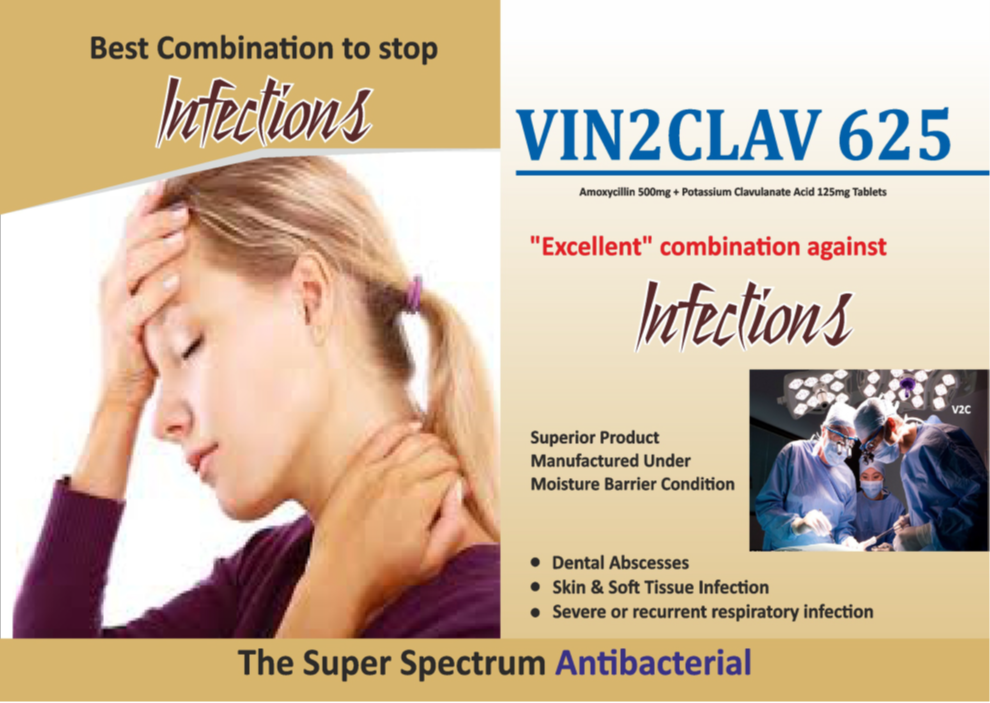 Best Combination to stop
Infections
VIN2CLAV 625
Amoxycillin 500mg + Potassium Clavulanate Acid 125mg Tablets
"Excellent" combination against
Infections
V2C
Superior Product
Manufactured Under
Moisture Barrier Condition
• Dental Abscesses
• Skin & Soft Tissue Infection
• Severe or recurrent respiratory infection
The Super Spectrum Antibacterial